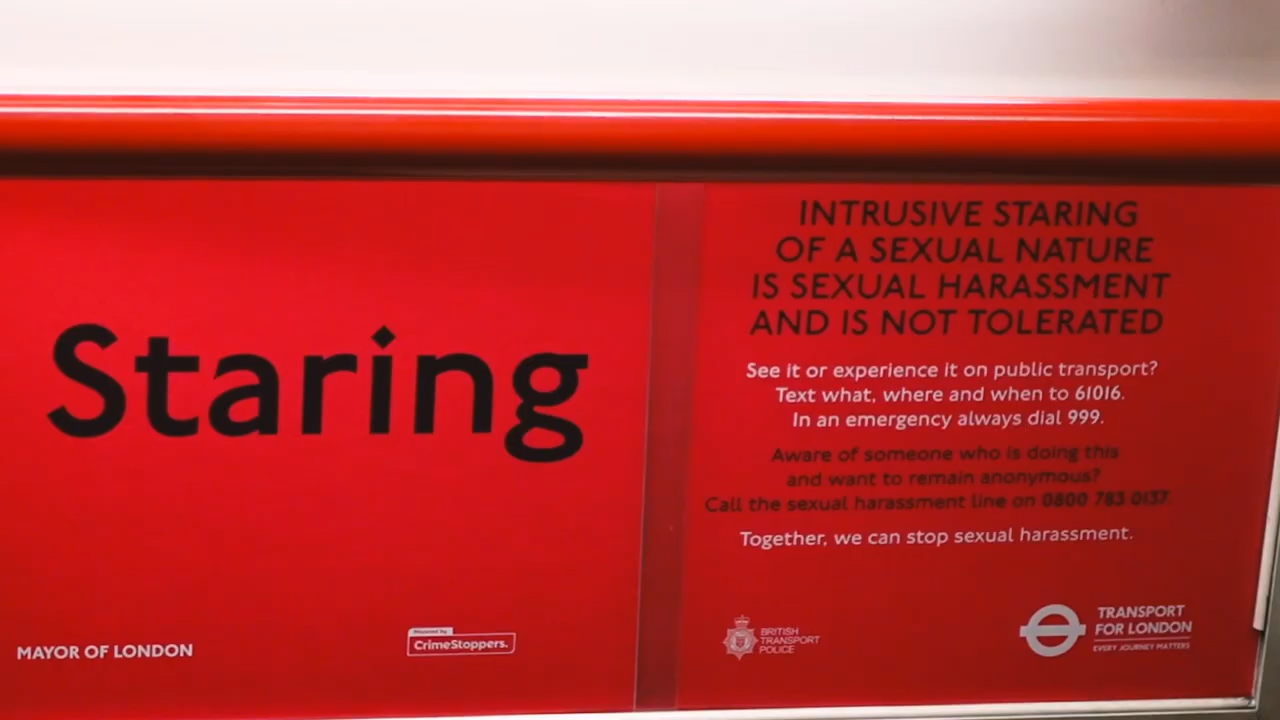 Staring
MAYOR OF LONDON
Powered by
CrimeStoppers.
INTRUSIVE STARING
OF A SEXUAL NATURE
IS SEXUAL HARASSMENT
AND IS NOT TOLERATED
See it or experience it on public transport?
Text what, where and when to 61016.
In an emergency always dial 999.
Aware of someone who is doing this
and want to remain anonymous?
Call the sexual harassment line on 0800 783 0137
Together, we can stop sexual harassment.
BRITISH
TRANSPORT
POLICE
TRANSPORT
FOR LONDON
EVERY JOURNEY MATTERS